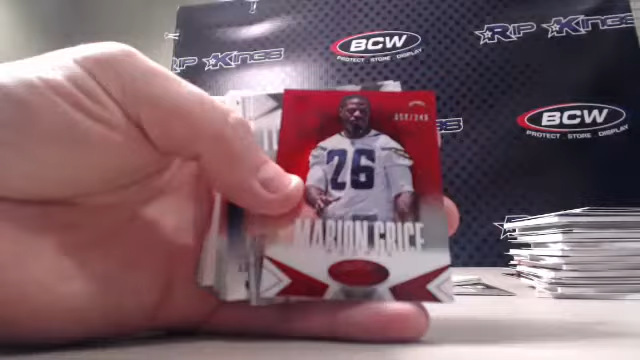 BCW
PROTECT . STORE . DISPLAY
RIP KINGS
RIP KINGS
BCW
PROTECT . STORE . DISPLAY
26
MARION GRICE